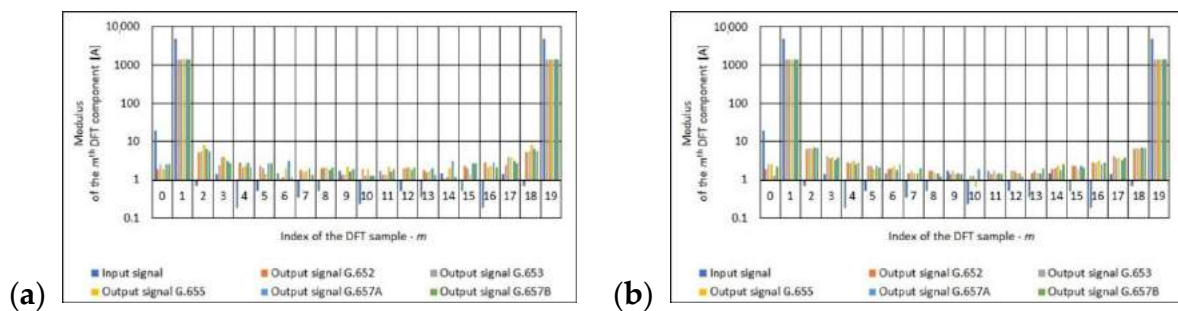 10,000
1000
100
10
1
0.1
Modulus
of the mth DFT component [A]
0 1 2 3 4 5 6 7 8 9 10 11 12 13 14 15 16 17 18 19
Index of the DFT sample - m
Input signal Output signal G.652 Output signal G.653
Output signal G.655 Output signal G.657A Output signal G.657B
(a)
10,000
1000
100
10
1
0.1
Modulus
of the mth DFT component [A]
0 1 2 3 4 5 6 7 8 9 10 11 12 13 14 15 16 17 18 19
Index of the DFT sample - m
Input signal Output signal G.652 Output signal G.653
Output signal G.655 Output signal G.657A Output signal G.657B
(b)